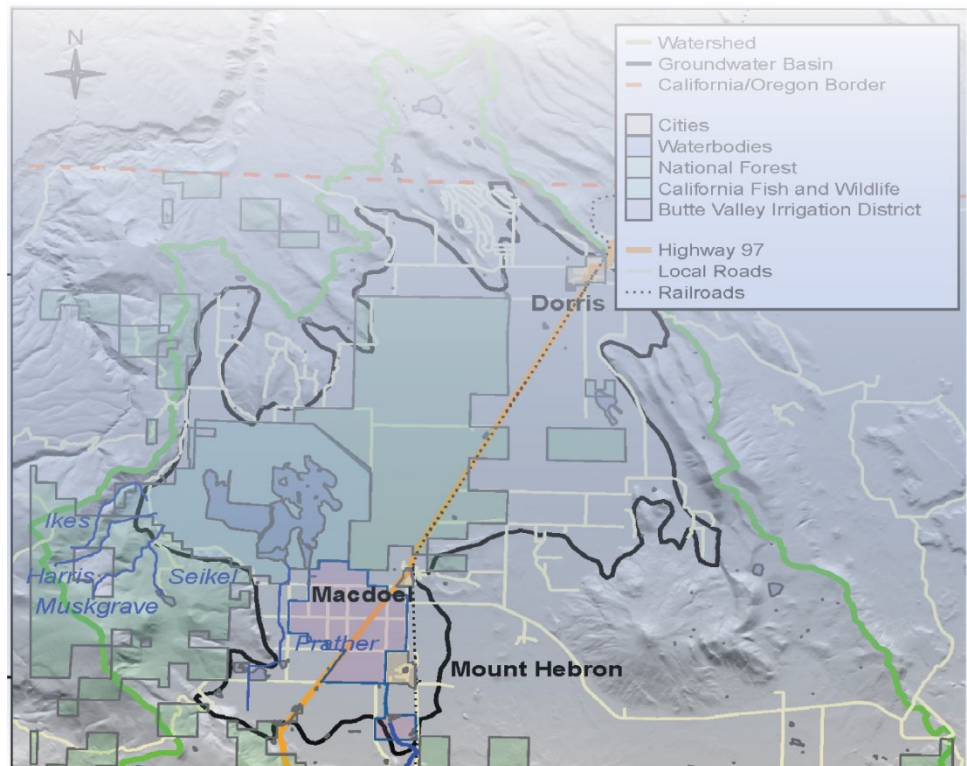 N
Watershed
Groundwater Basin
California/Oregon Border
Cities
Waterbodies
National Forest
California Fish and Wildlife
Butte Valley Irrigation District
Highway 97
Local Roads
Railroads
Dorris
Ikes
Harris
Seikel
Muskgrave
Macdoel
Prather
Mount Hebron